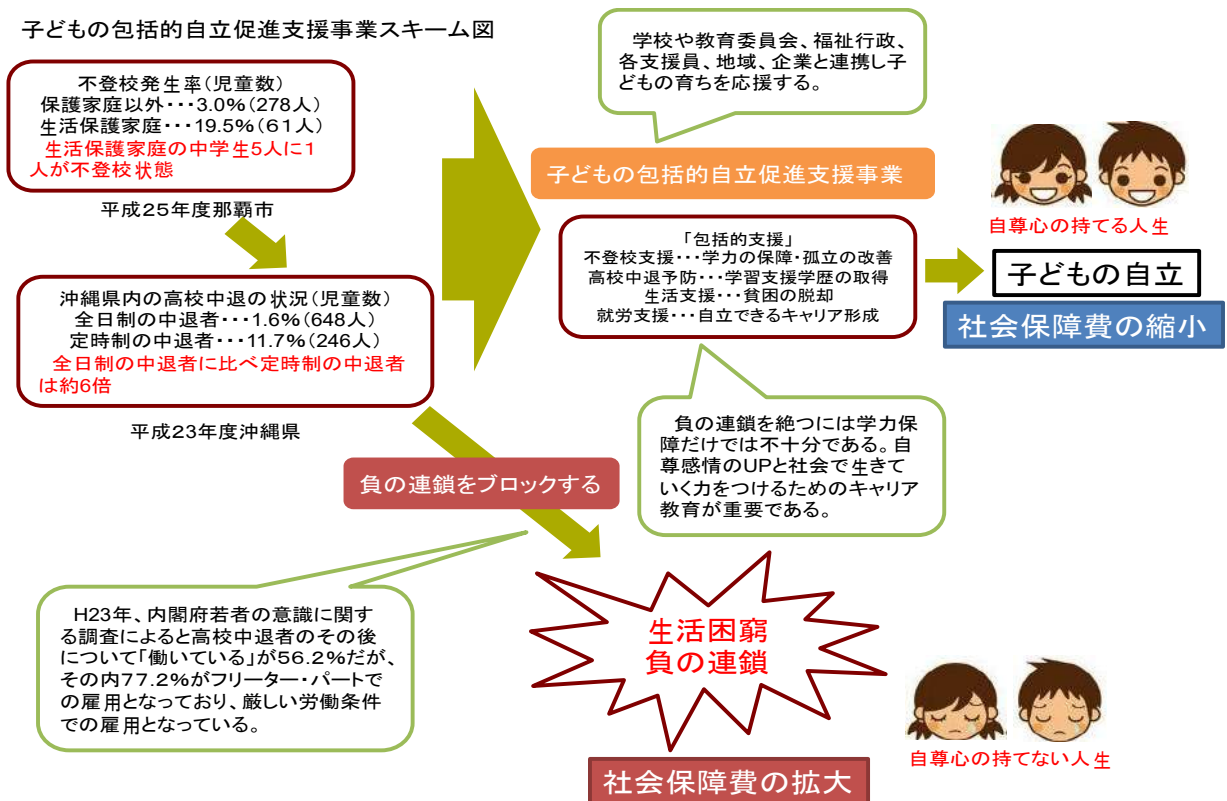 子どもの包括的自立促進支援事業スキーム図
不登校発生率(児童数)
保護家庭以外・・・3.0%(278人)
生活保護家庭・・・19.5%(61人)
生活保護家庭の中学生5人に1
人が不登校状態
平成25年度那覇市
沖縄県内の高校中退の状況(児童数)
全日制の中退者・・・1.6%(648人)
定時制の中退者・・・11.7%(246人)
全日制の中退者に比べ定時制の中退者
は約6倍
平成23年度沖縄県
学校や教育委員会、福祉行政、
各支援員、地域、企業と連携し子
どもの育ちを応援する。
子どもの包括的自立促進支援事業
「包括的支援」
不登校支援・・・学力の保障・孤立の改善
高校中退予防・・・学習支援学歴の取得
生活支援・・・貧困の脱却
就労支援・・・自立できるキャリア形成
自尊心の持てる人生
子どもの自立
社会保障費の縮小
負の連鎖を絶つには学力保
障だけでは不十分である。自
尊感情のUPと社会で生きて
いく力をつけるためのキャリア
教育が重要である。
負の連鎖をブロックする
H23年、内閣府若者の意識に関す
る調査によると高校中退者のその後
について「働いている」が56.2%だが、
その内77.2%がフリーター・パートで
の雇用となっており、厳しい労働条件
での雇用となっている。
生活困窮
負の連鎖
自尊心の持てない人生
社会保障費の拡大